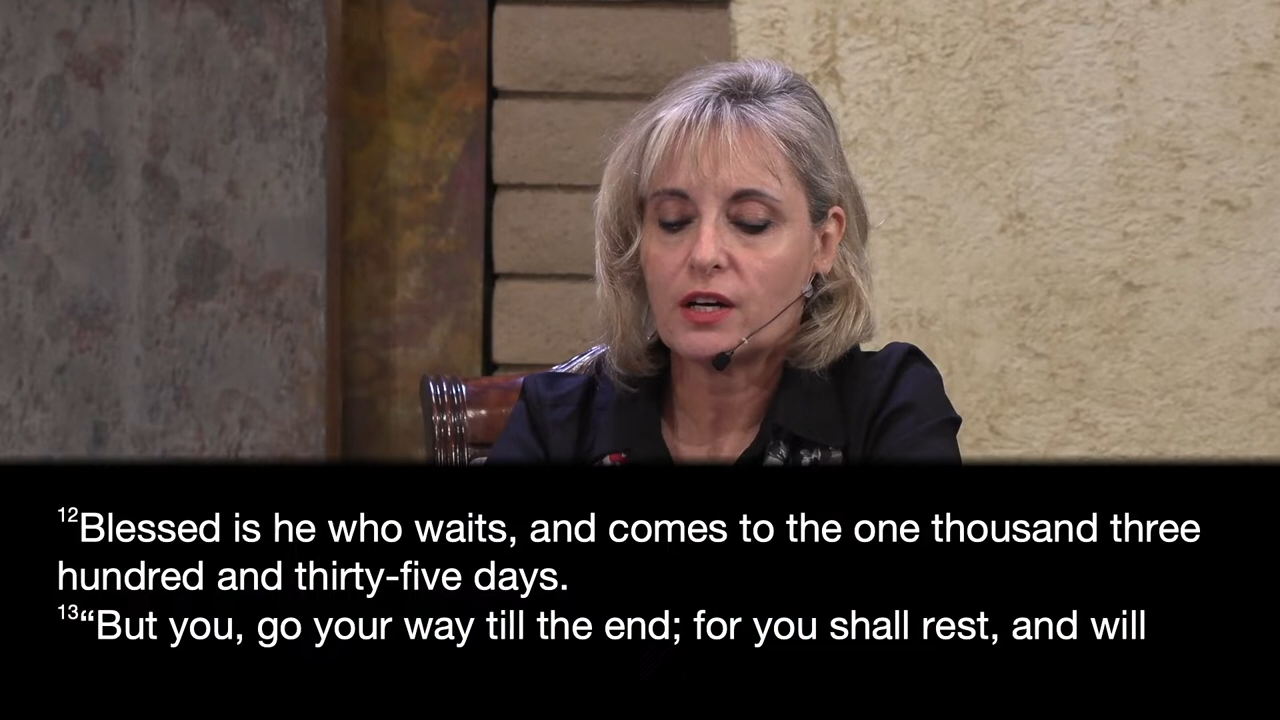 12Blessed is he who waits, and comes to the one thousand three
hundred and thirty-five days.
13“But you, go your way till the end; for you shall rest, and will